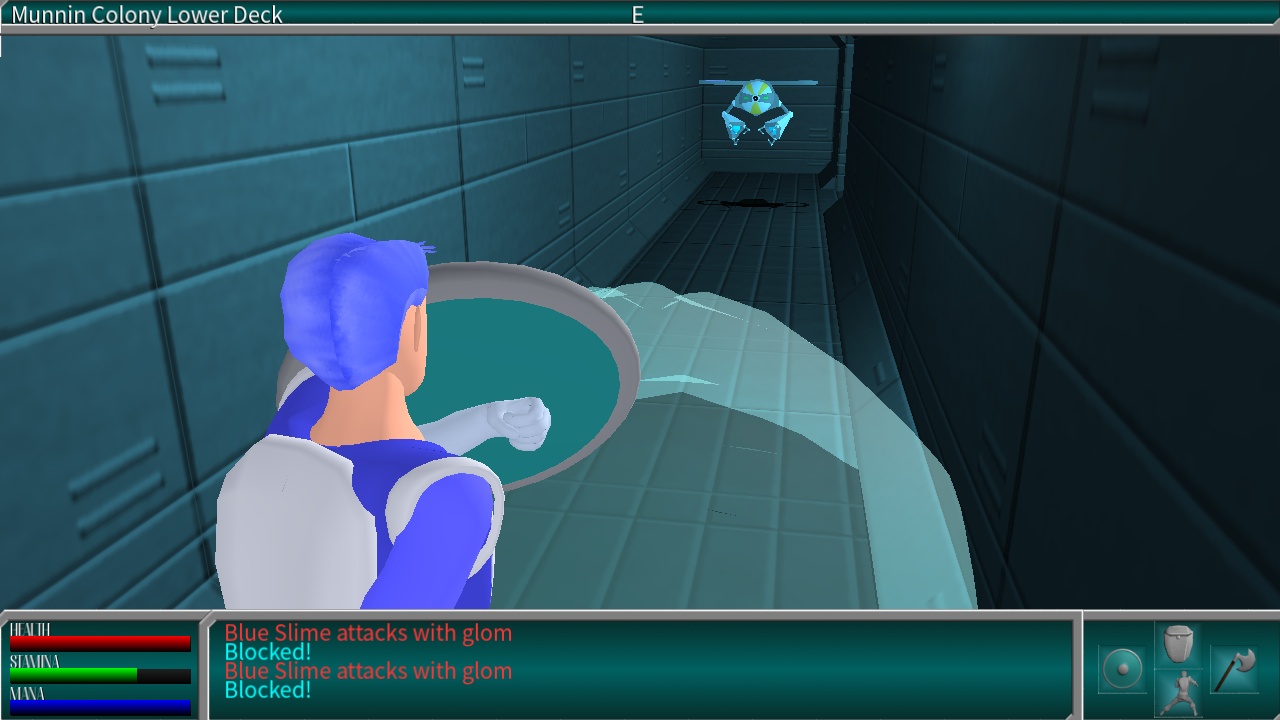 Munnin Colony Lower Deck
E
HEALTH
STAMINA
MANA
Blue Slime attacks with glom
Blocked!
Blue Slime attacks with glom
Blocked!